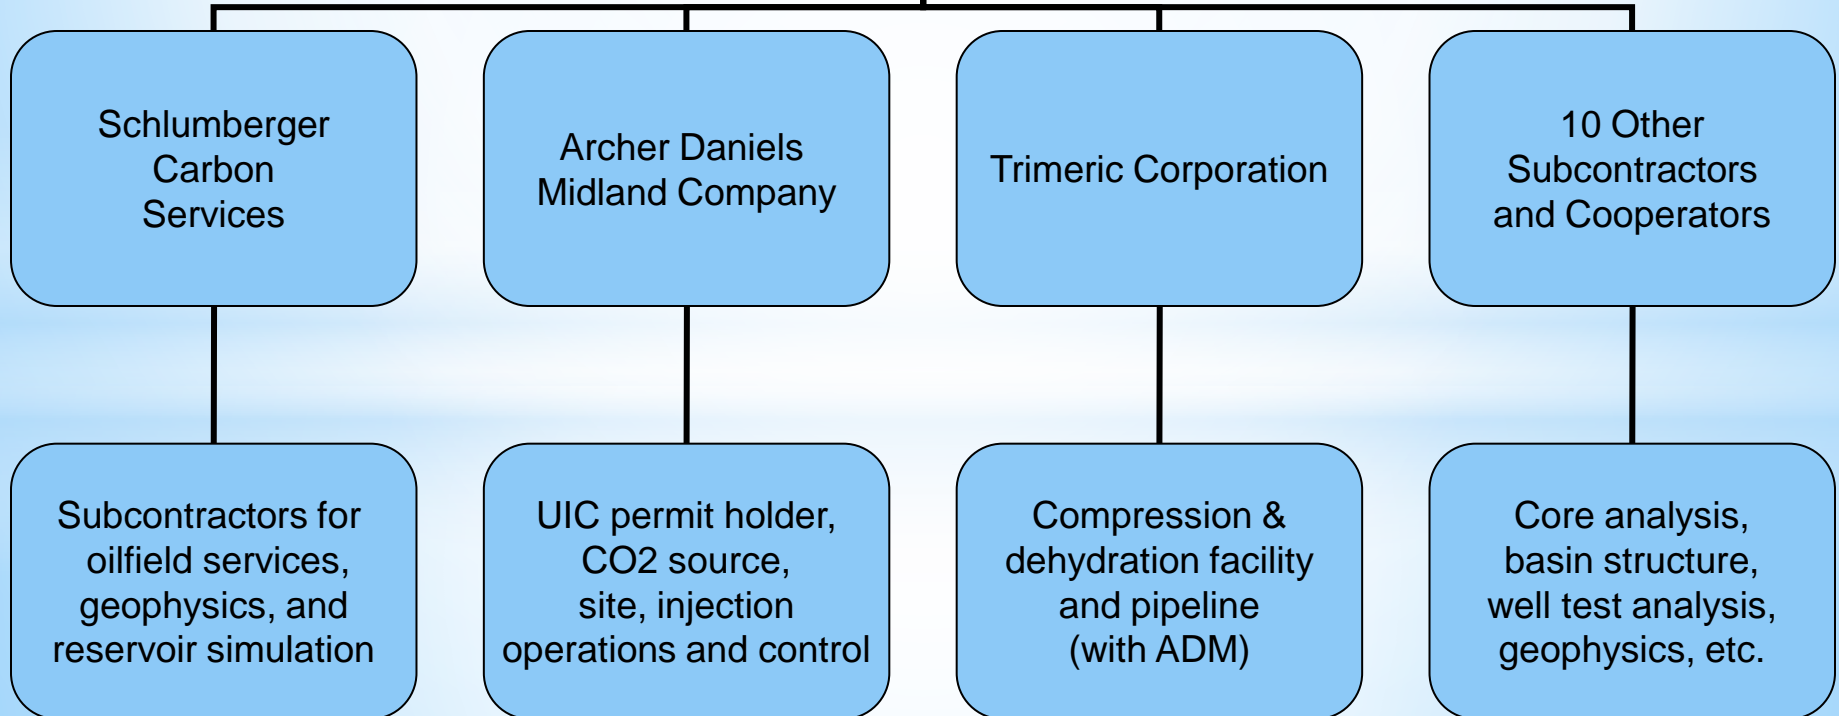 Schlumberger
Carbon
Services
Archer Daniels
Midland Company
Trimeric Corporation
10 Other
Subcontractors
and Cooperators
Subcontractors for
oilfield services,
geophysics, and
reservoir simulation
UIC permit holder,
CO2 source,
site, injection
operations and control
Compression &
dehydration facility
and pipeline
(with ADM)
Core analysis,
basin structure,
well test analysis,
geophysics, etc.